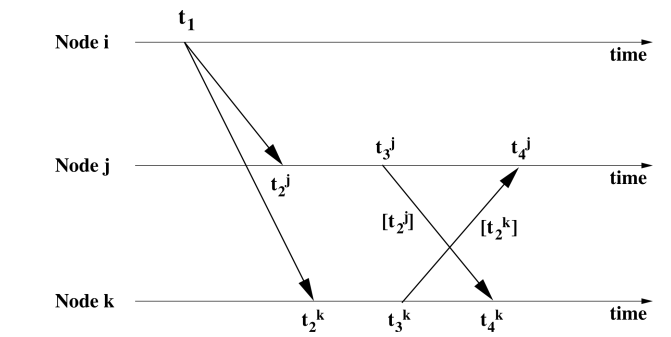 t₁
Node i
time
t₃ʲ
t₄ʲ
Node j
time
t₂ʲ
[t₂ʲ]
[t₂ᵏ]
Node k
time
t₂ᵏ
t₃ᵏ
t₄ᵏ